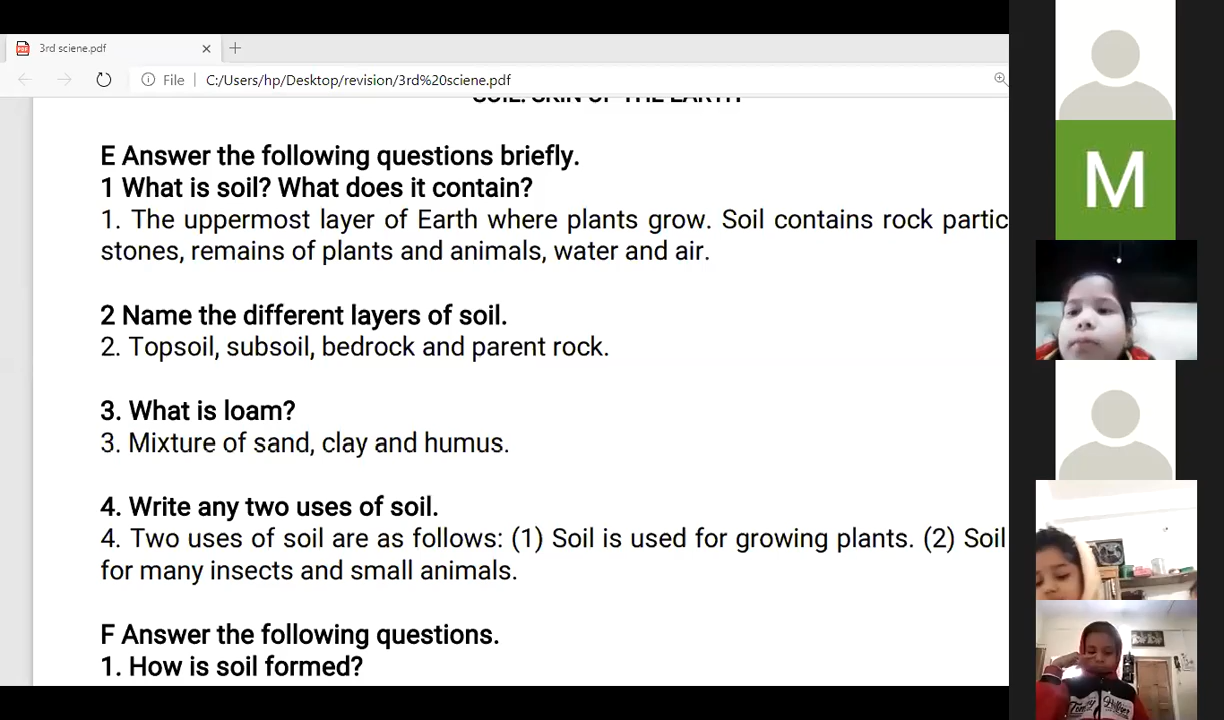 3rd sciene.pdf
File C:/Users/hp/Desktop/revision/3rd%20sciene.pdf
SOIL: SKIN OF THE EARTH
E Answer the following questions briefly.
1 What is soil? What does it contain?
1. The uppermost layer of Earth where plants grow. Soil contains rock partic
stones, remains of plants and animals, water and air.
2 Name the different layers of soil.
2. Topsoil, subsoil, bedrock and parent rock.
3. What is loam?
3. Mixture of sand, clay and humus.
4. Write any two uses of soil.
4. Two uses of soil are as follows: (1) Soil is used for growing plants. (2) Soil
for many insects and small animals.
F Answer the following questions.
1. How is soil formed?
M